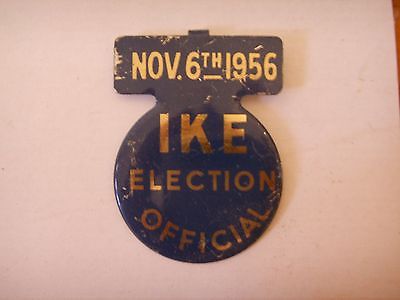 NOV. 6TH 1956
IKE
ELECTION
OFFICIAL